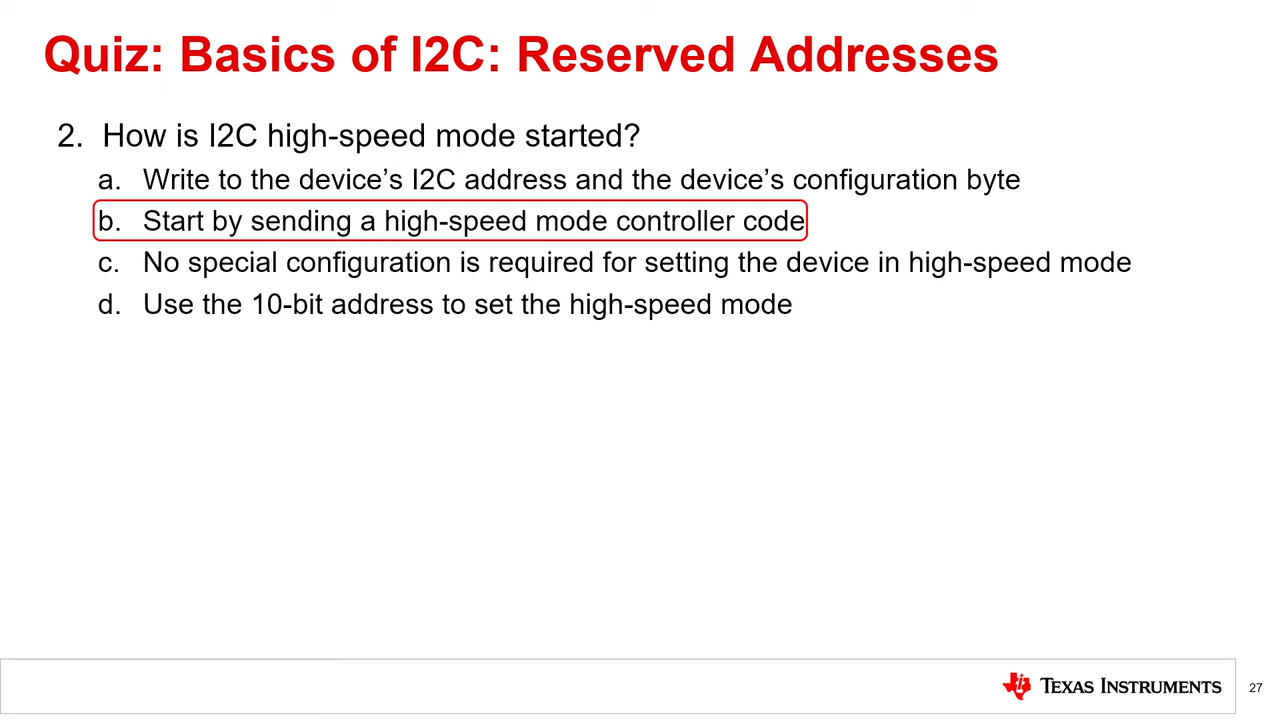 Quiz: Basics of I2C: Reserved Addresses
2. How is I2C high-speed mode started?
a. Write to the device’s I2C address and the device’s configuration byte
b. Start by sending a high-speed mode controller code
c. No special configuration is required for setting the device in high-speed mode
d. Use the 10-bit address to set the high-speed mode
TEXAS INSTRUMENTS
27